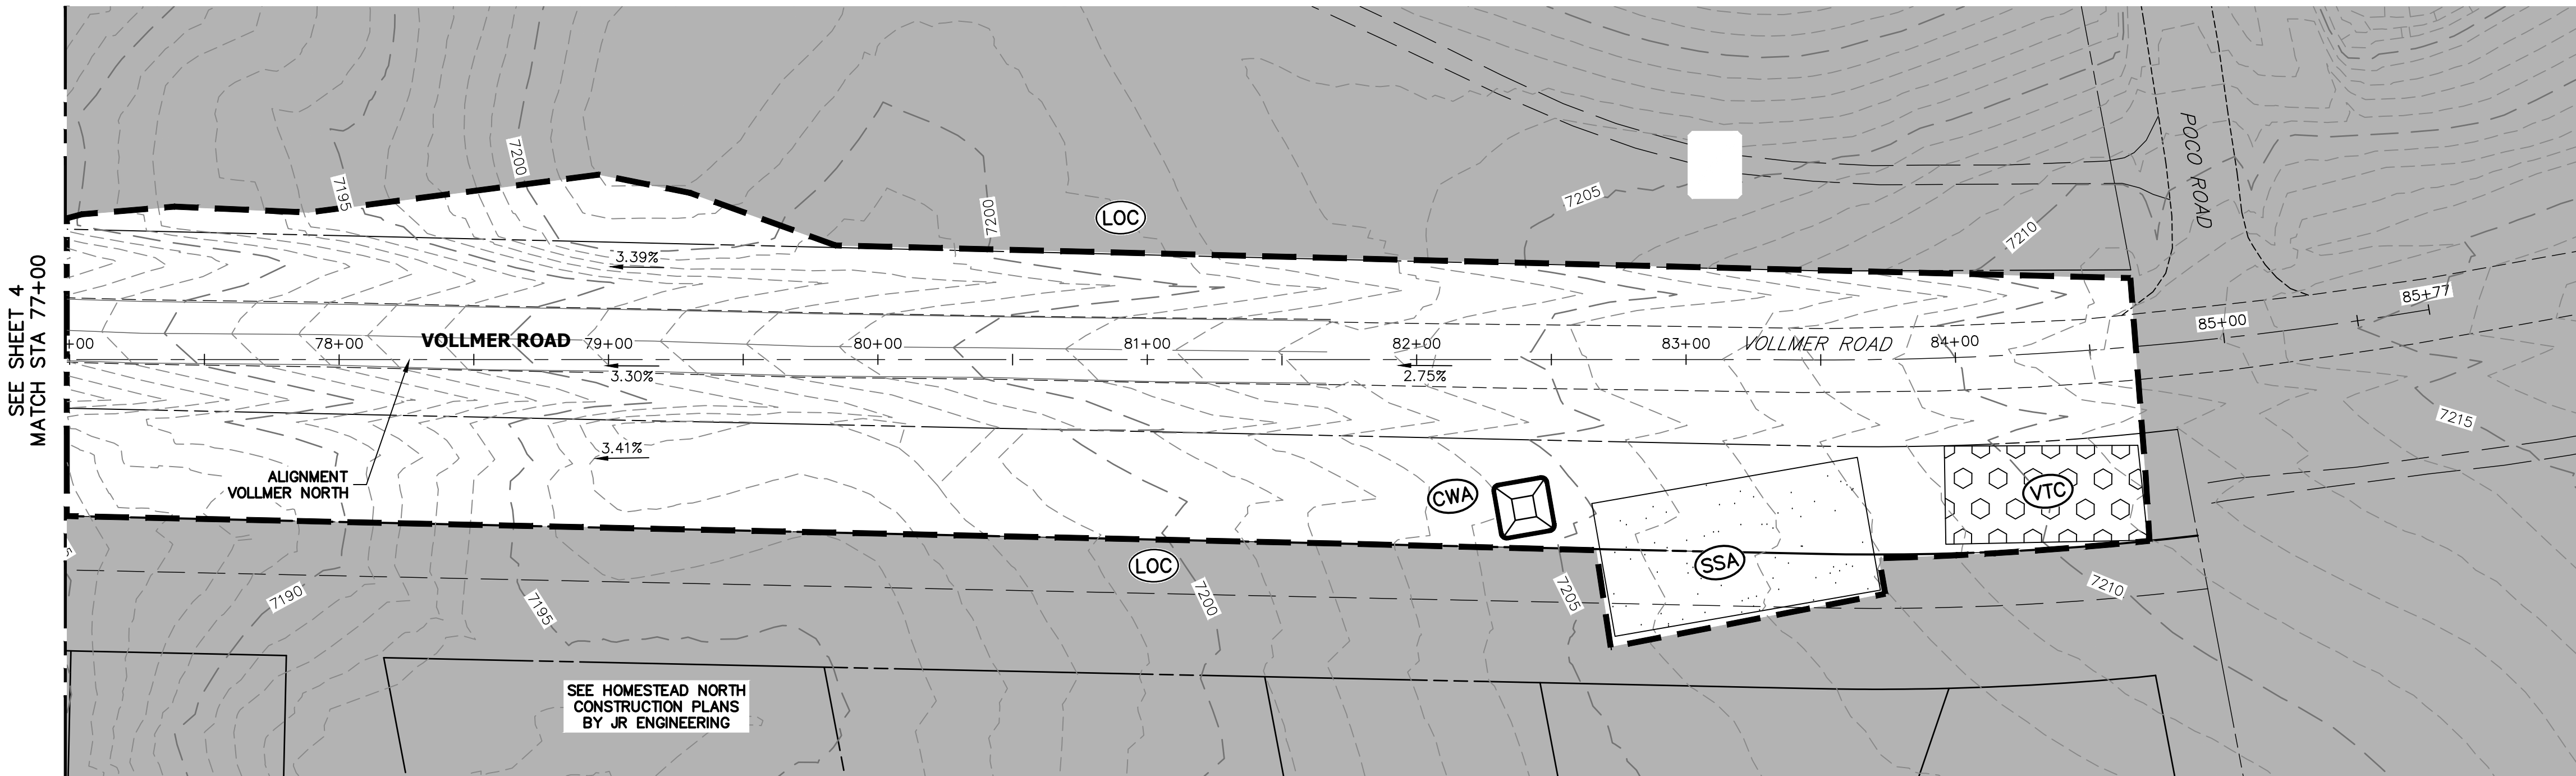 SEE SHEET 4
MATCH STA 77+00
7195
7200
7200
LOC
7205
POCO ROAD
7210
3.39%
85+77
85+00
+00
78+00
VOLLMER ROAD
79+00
80+00
81+00
82+00
83+00
VOLLMER ROAD
84+00
3.30%
2.75%
7215
3.41%
ALIGNMENT
VOLLMER NORTH
CWA
VTC
LOC
SSA
5
7190
7195
7200
7205
7210
SEE HOMESTEAD NORTH
CONSTRUCTION PLANS
BY JR ENGINEERING